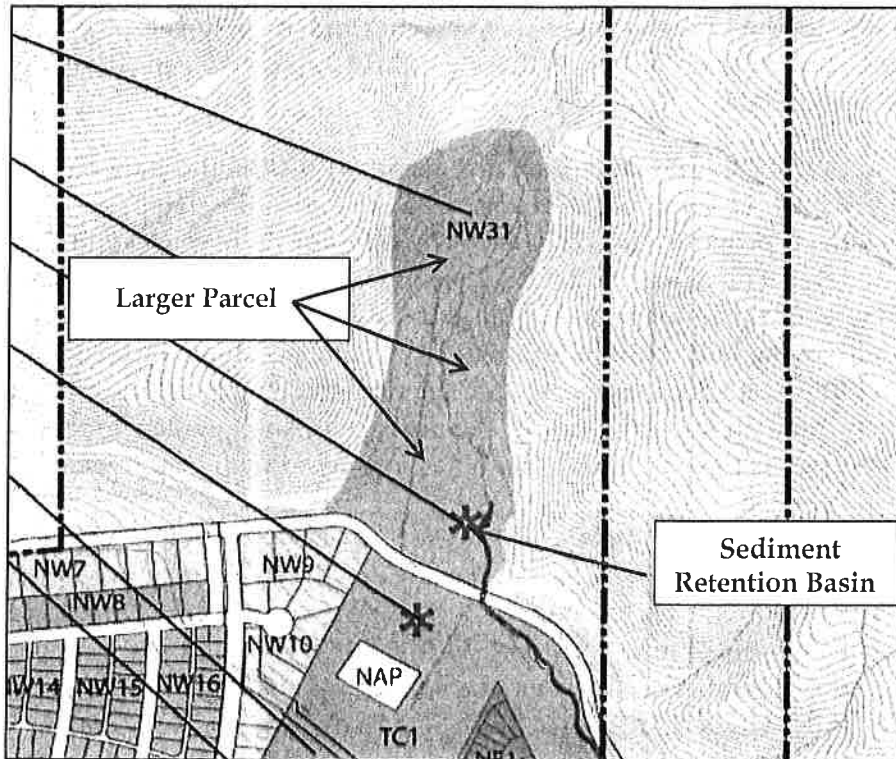 NW31
Larger Parcel
Sediment
Retention Basin
NW7
NW9
NW8
NW10
NW14
NW15
NW16
NAP
TC1